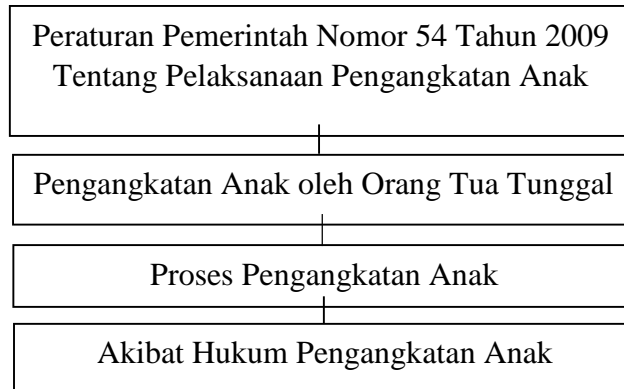 Peraturan Pemerintah Nomor 54 Tahun 2009
Tentang Pelaksanaan Pengangkatan Anak
Pengangkatan Anak oleh Orang Tua Tunggal
Proses Pengangkatan Anak
Akibat Hukum Pengangkatan Anak